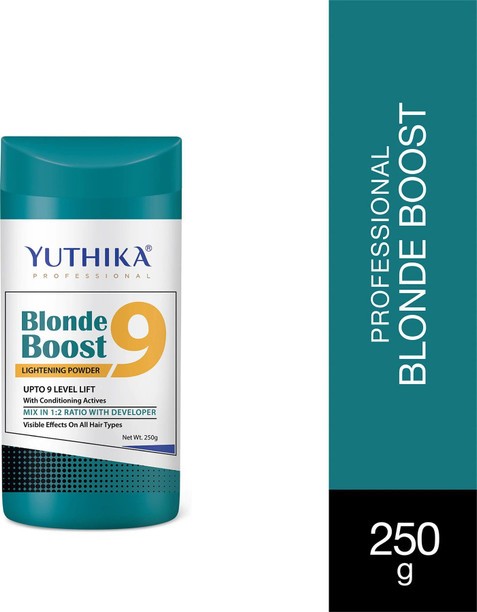 YUTHIKA®
PROFESSIONAL
Blonde
Boost 9
LIGHTENING POWDER
UPTO 9 LEVEL LIFT
With Conditioning Actives
MIX IN 1:2 RATIO WITH DEVELOPER
Visible Effects On All Hair Types
Net Wt. 250g
PROFESSIONAL
BLONDE BOOST
250
g